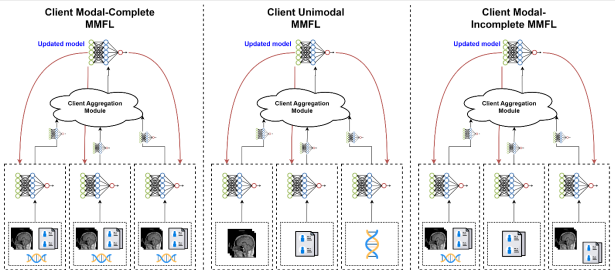 Client Modal-Complete
MMFL
Updated model
Client Aggregation
Module
Client Unimodal
MMFL
Updated model
Client Aggregation
Module
Client Modal-
Incomplete MMFL
Updated model
Client Aggregation
Module